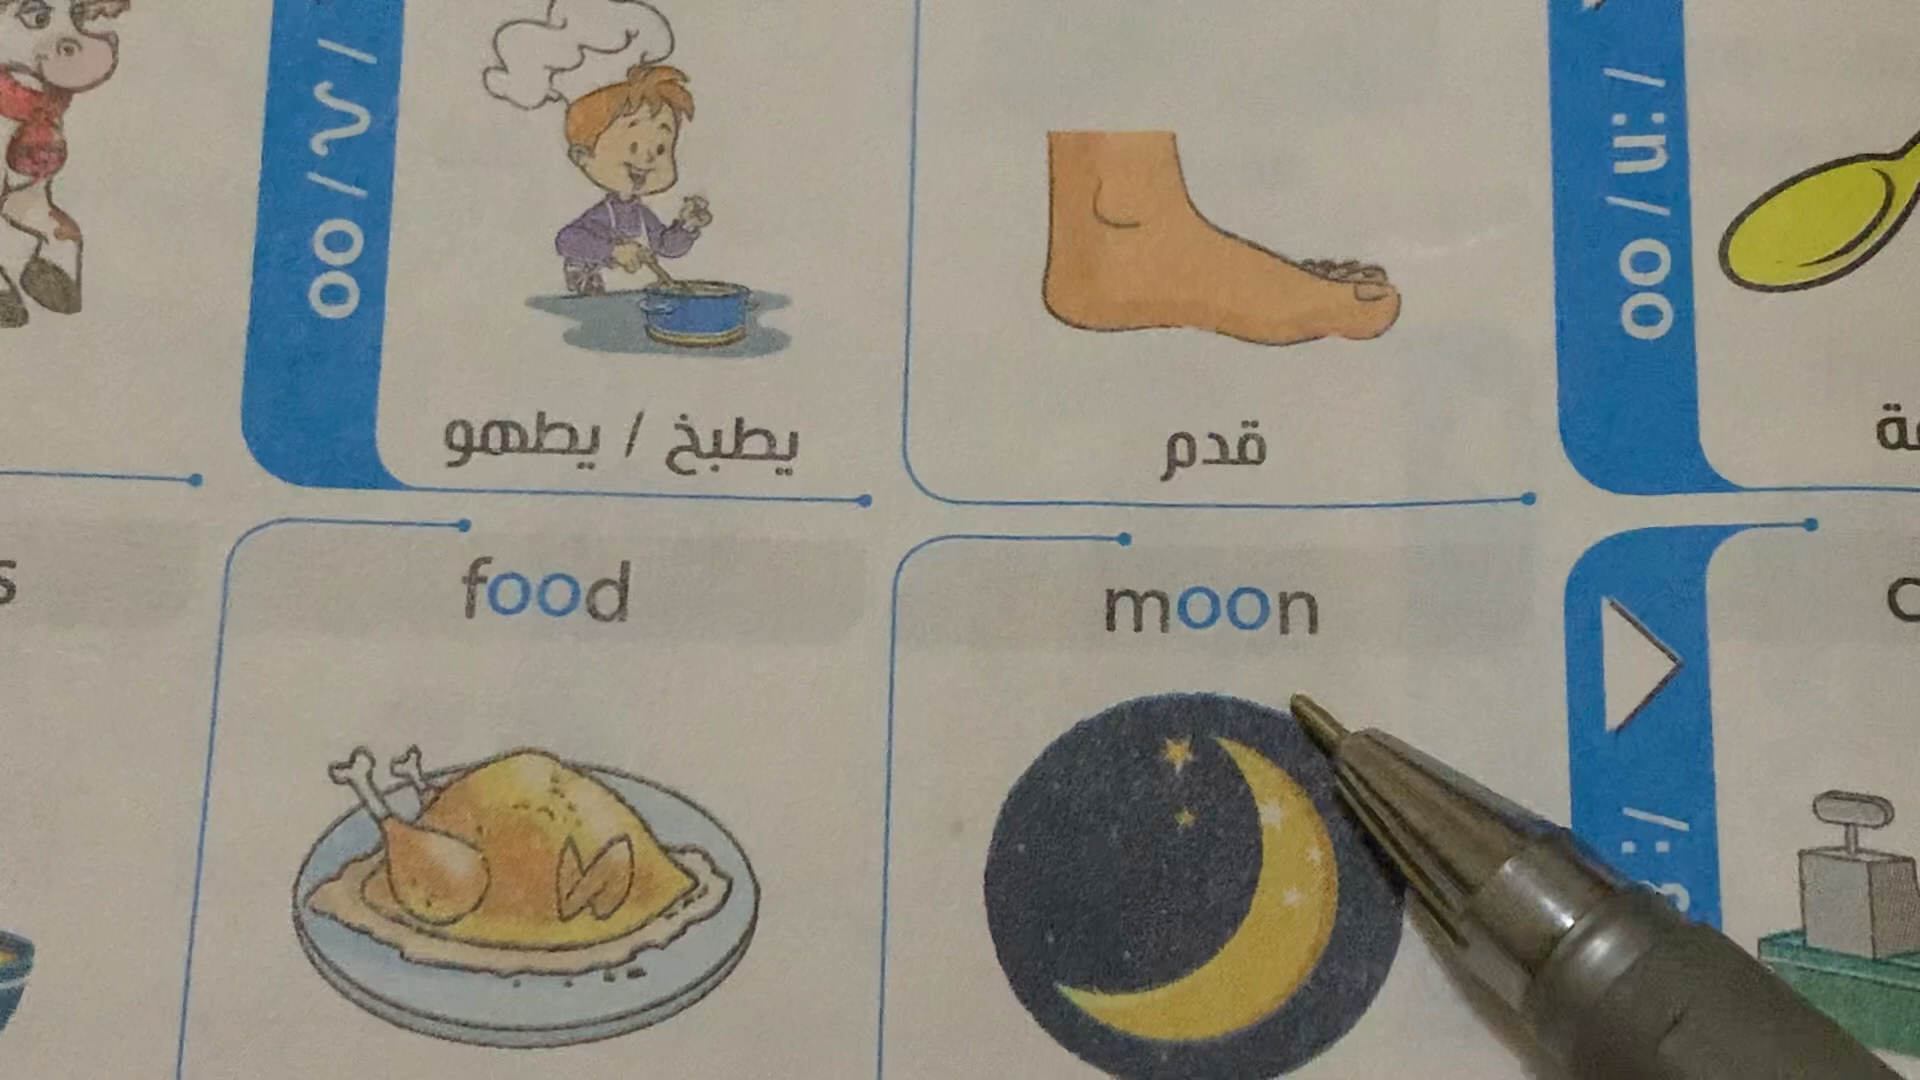 oo / ʊ /
oo / u: /
يطبخ / يطهو
قدم
food
moon